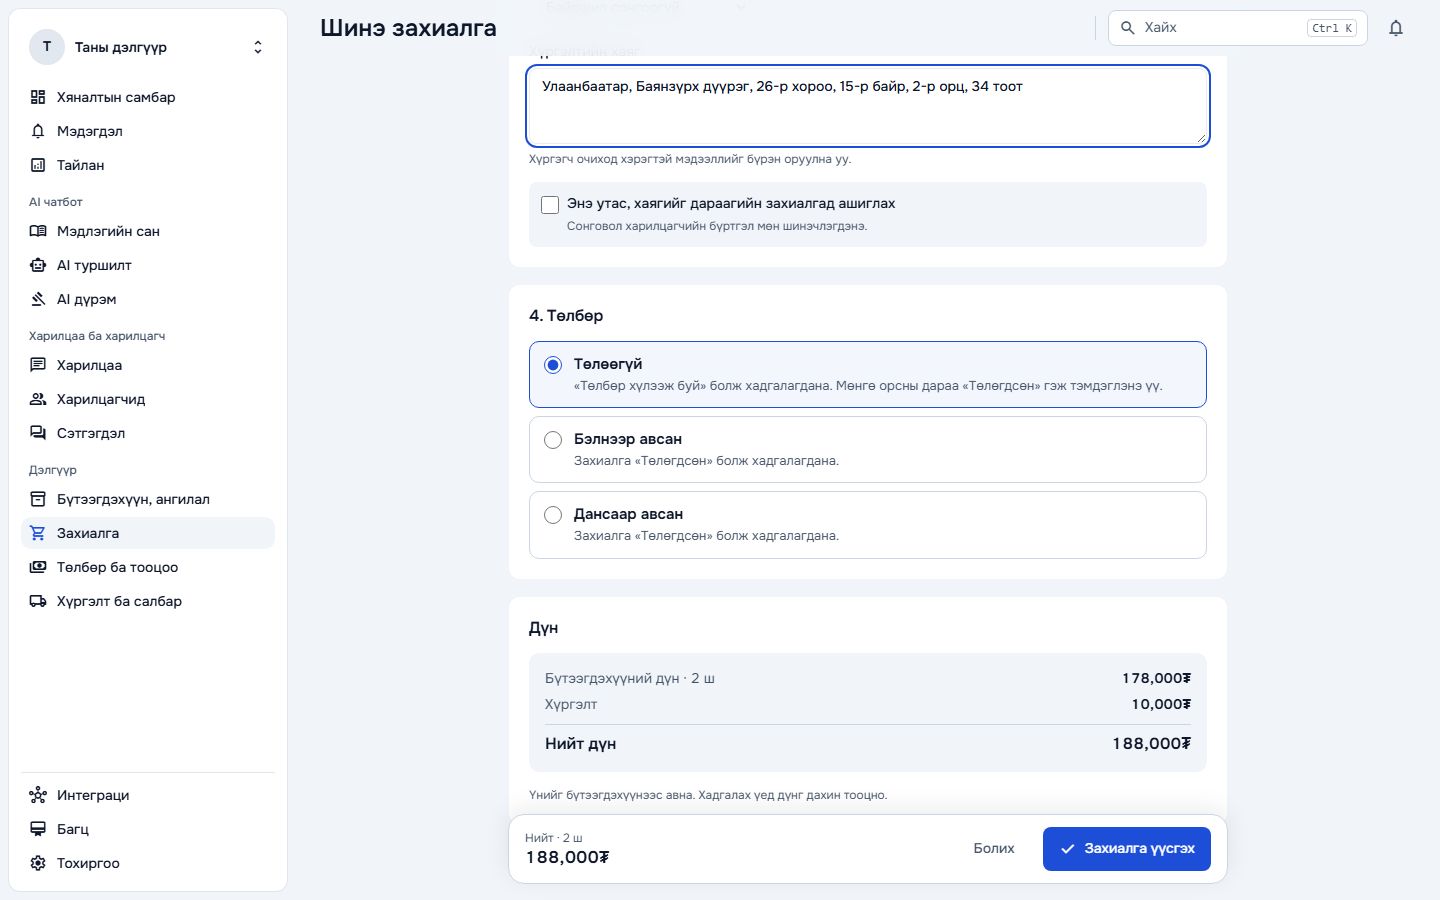 Т
Таны дэлгүүр
Хяналтын самбар
Мэдэгдэл
Тайлан
AI чатбот
Мэдлэгийн сан
AI туршилт
AI дүрэм
Харилцаа ба харилцагч
Харилцаа
Харилцагчид
Сэтгэгдэл
Дэлгүүр
Бүтээгдэхүүн, ангилал
Захиалга
Төлбөр ба тооцоо
Хүргэлт ба салбар
Интеграци
Багц
Тохиргоо
Шинэ захиалга
Хайх
Ctrl K
Улаанбаатар, Баянзүрх дүүрэг, 26-р хороо, 15-р байр, 2-р орц, 34 тоот
Хүргэгч очиход хэрэгтэй мэдээллийг бүрэн оруулна уу.
Энэ утас, хаягийг дараагийн захиалгад ашиглах
Сонговол харилцагчийн бүртгэл мөн шинэчлэгдэнэ.
4. Төлбөр
Төлөөгүй
«Төлбөр хүлээж буй» болж хадгалагдана. Мөнгө орсны дараа «Төлөгдсөн» гэж тэмдэглэнэ үү.
Бэлнээр авсан
Захиалга «Төлөгдсөн» болж хадгалагдана.
Дансаар авсан
Захиалга «Төлөгдсөн» болж хадгалагдана.
Дүн
Бүтээгдэхүүний дүн · 2 ш 178,000₮
Хүргэлт 10,000₮
Нийт дүн 188,000₮
Үнийг бүтээгдэхүүнээс авна. Хадгалах үед дүнг дахин тооцно.
Нийт · 2 ш
188,000₮
Болих
Захиалга үүсгэх